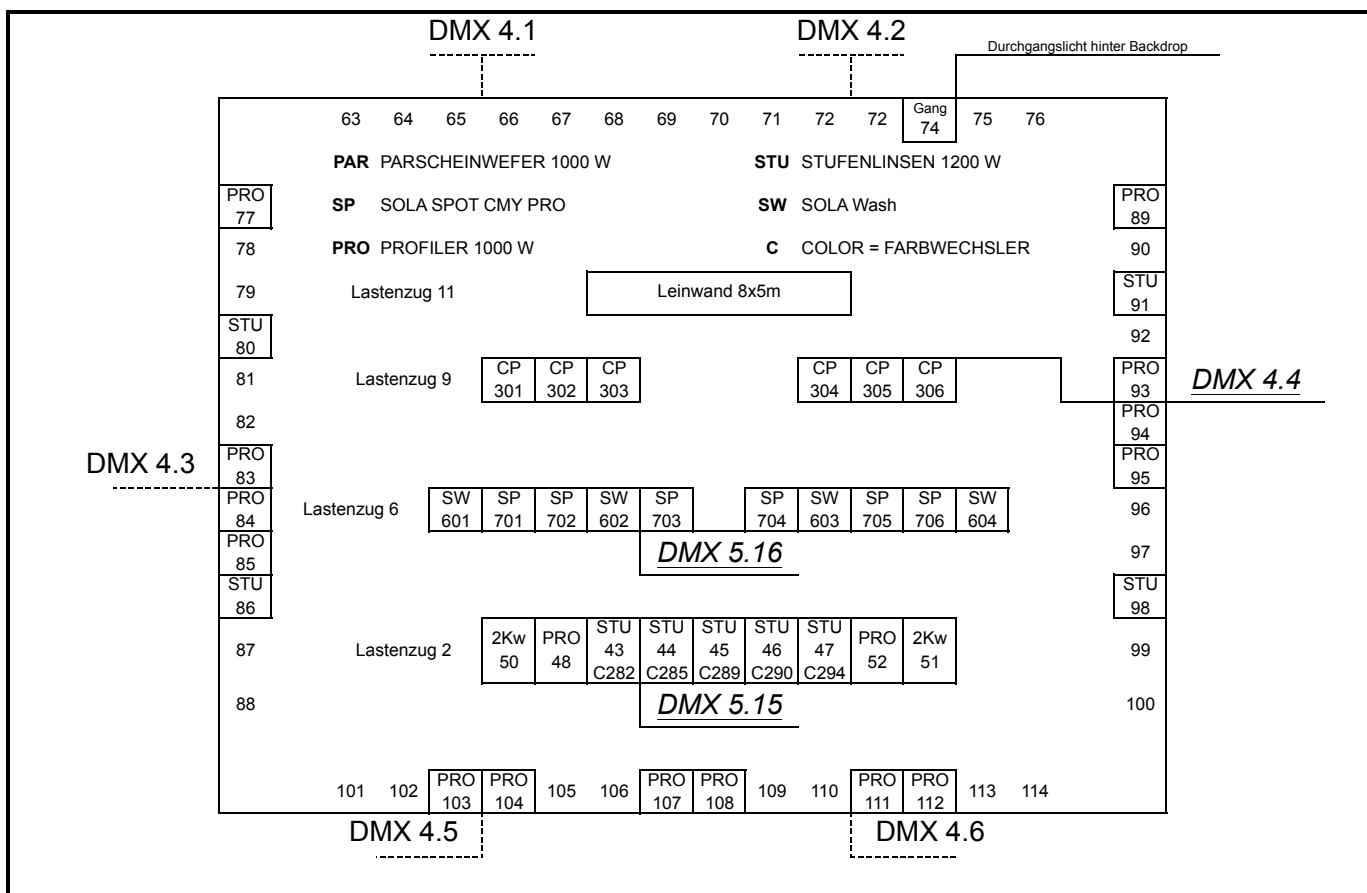 DMX 4.1 DMX 4.2
Durchgangslicht hinter Backdrop
63 64 65 66 67 68 69 70 71 72 72 Gang 74 75 76
PAR PARSCHEINWEFER 1000 W STU STUFENLINSEN 1200 W
PRO 77 SP SOLA SPOT CMY PRO SW SOLA Wash PRO 89
78 PRO PROFILER 1000 W C COLOR = FARBWECHSLER 90
79 Lastenzug 11 Leinwand 8x5m STU 91
STU 80 92
81 Lastenzug 9 CP 301 CP 302 CP 303 CP 304 CP 305 CP 306 PRO 93 DMX 4.4
82 PRO 94
DMX 4.3 PRO 83 PRO 95
PRO 84 Lastenzug 6 SW 601 SP 701 SP 702 SW 602 SP 703 SP 704 SW 603 SP 705 SP 706 SW 604 96
PRO 85 DMX 5.16 97
STU 86 STU 98
87 Lastenzug 2 2Kw 50 PRO 48 STU 43 C282 STU 44 C285 STU 45 C289 STU 46 C290 STU 47 C294 PRO 52 2Kw 51 99
88 DMX 5.15 100
101 102 PRO 103 PRO 104 105 106 PRO 107 PRO 108 109 110 PRO 111 PRO 112 113 114
DMX 4.5 DMX 4.6